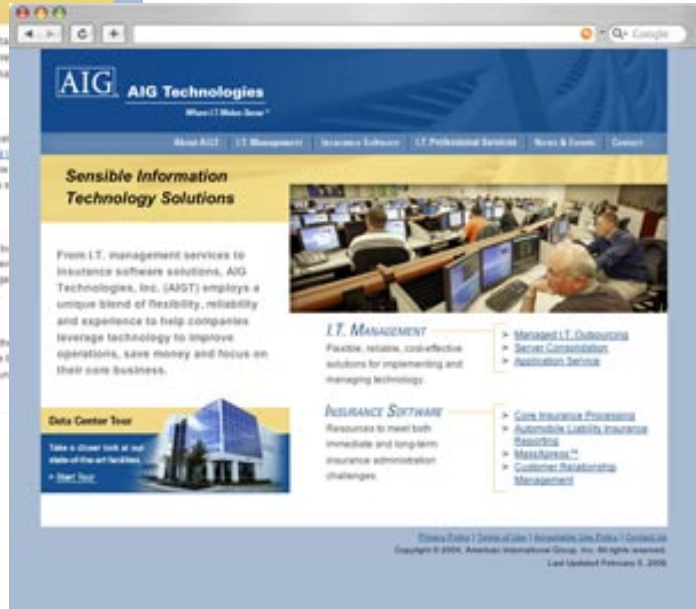 Google
AIG AIG Technologies
Where I.T. Makes Sense℠
About AIGT | I.T. Management | Insurance Software | I.T. Professional Services | News & Events | Contact
Sensible Information
Technology Solutions
From I.T. management services to
insurance software solutions, AIG
Technologies, Inc. (AIGT) employs a
unique blend of flexibility, reliability
and experience to help companies
leverage technology to improve
operations, save money and focus on
their core business.
Data Center Tour
Take a closer look at our
state-of-the-art facilities.
> Start Tour
I.T. MANAGEMENT
Flexible, reliable, cost-effective
solutions for implementing and
managing technology.
> Managed I.T. Outsourcing
> Server Consolidation
> Application Service
INSURANCE SOFTWARE
Resources to meet both
immediate and long-term
insurance administration
challenges.
> Core Insurance Processing
> Automobile Liability Insurance
Reporting
> MassXpress™
> Customer Relationship
Management
Privacy Policy | Terms of Use | Acceptable Use Policy | Contact Us
Copyright © 2004, American International Group, Inc. All rights reserved.
Last Updated February 5, 2006